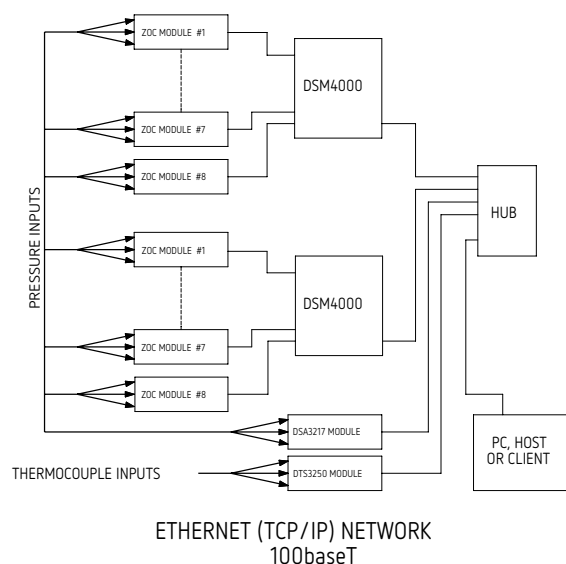 ZOC MODULE #1
DSM4000
ZOC MODULE #7
ZOC MODULE #8
PRESSURE INPUTS
HUB
ZOC MODULE #1
DSM4000
ZOC MODULE #7
ZOC MODULE #8
DSA3217 MODULE
PC, HOST
OR CLIENT
THERMOCOUPLE INPUTS
DTS3250 MODULE
ETHERNET (TCP/IP) NETWORK
100baseT